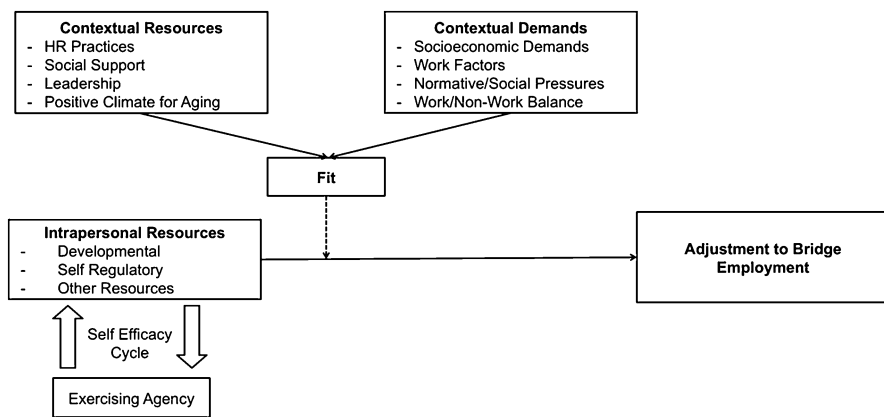 Contextual Resources
- HR Practices
- Social Support
- Leadership
- Positive Climate for Aging
Contextual Demands
- Socioeconomic Demands
- Work Factors
- Normative/Social Pressures
- Work/Non-Work Balance
Fit
Intrapersonal Resources
- Developmental
- Self Regulatory
- Other Resources
Adjustment to Bridge
Employment
Self Efficacy
Cycle
Exercising Agency